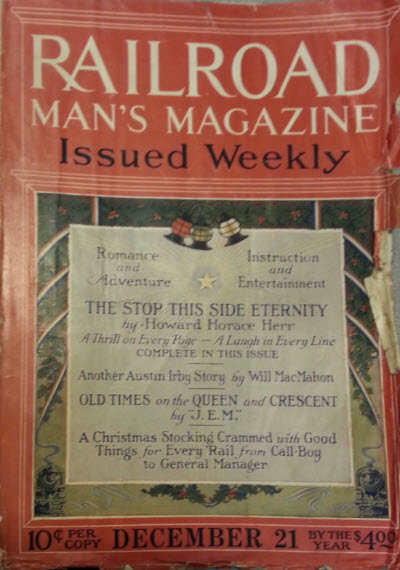 RAILROAD
MAN'S MAGAZINE
Issued Weekly
Romance and Adventure
Instruction and Entertainment
THE STOP THIS SIDE ETERNITY
by Howard Horace Herr
A Thrill on Every Page — A Laugh in Every Line
COMPLETE IN THIS ISSUE
Another Austin Irby Story by Will MacMahon
OLD TIMES on the QUEEN and CRESCENT
by "J.E.M."
A Christmas Stocking Crammed with Good
Things for Every Rail from Call-Boy
to General Manager
10¢ PER COPY DECEMBER 21 BY THE YEAR $4.00